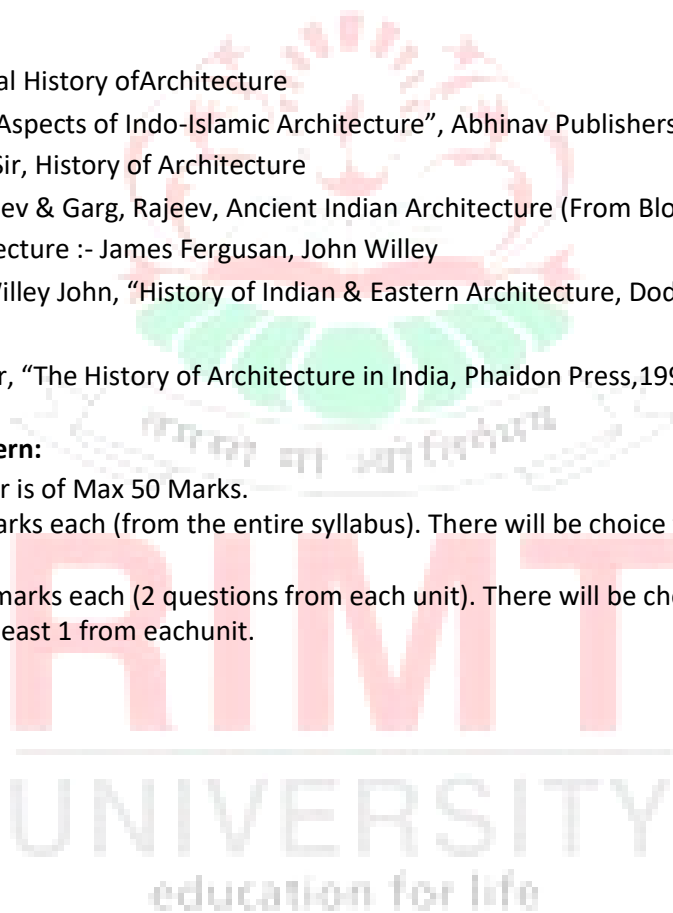 al History ofArchitecture
Aspects of Indo-Islamic Architecture”, Abhinav Publishers
Sir, History of Architecture
ev & Garg, Rajeev, Ancient Indian Architecture (From Blo
ecture :- James Fergusan, John Willey
Willey John, “History of Indian & Eastern Architecture, Dod
r, “The History of Architecture in India, Phaidon Press,199
ern:
r is of Max 50 Marks.
arks each (from the entire syllabus). There will be choice
marks each (2 questions from each unit). There will be cho
east 1 from eachunit.
RIMT
UNIVERSITY
education for life